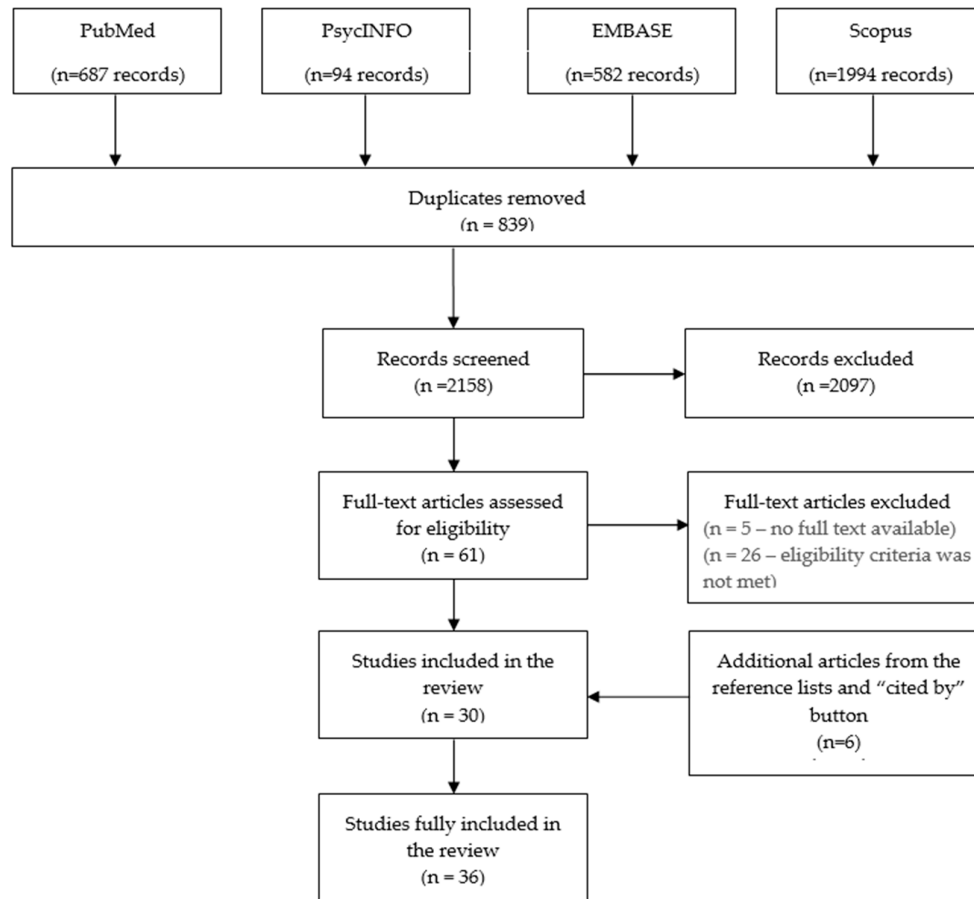 PubMed
(n=687 records)
PsycINFO
(n=94 records)
EMBASE
(n=582 records)
Scopus
(n=1994 records)
Duplicates removed
(n = 839)
Records screened
(n =2158)
Records excluded
(n =2097)
Full-text articles assessed
for eligibility
(n = 61)
Full-text articles excluded
(n = 5 – no full text available)
(n = 26 – eligibility criteria was
not met)
Studies included in the
review
(n = 30)
Additional articles from the
reference lists and “cited by”
button
(n=6)
Studies fully included in
the review
(n = 36)